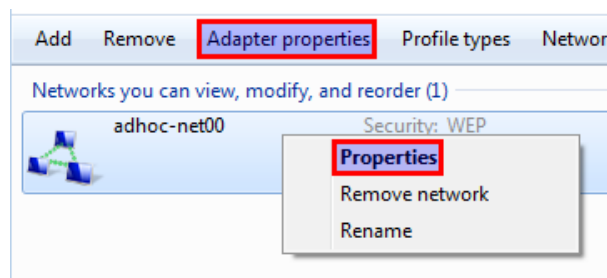 Add Remove Adapter properties Profile types
Networks you can view, modify, and reorder (1)
adhoc-net00 Security: WEP
Properties
Remove network
Rename